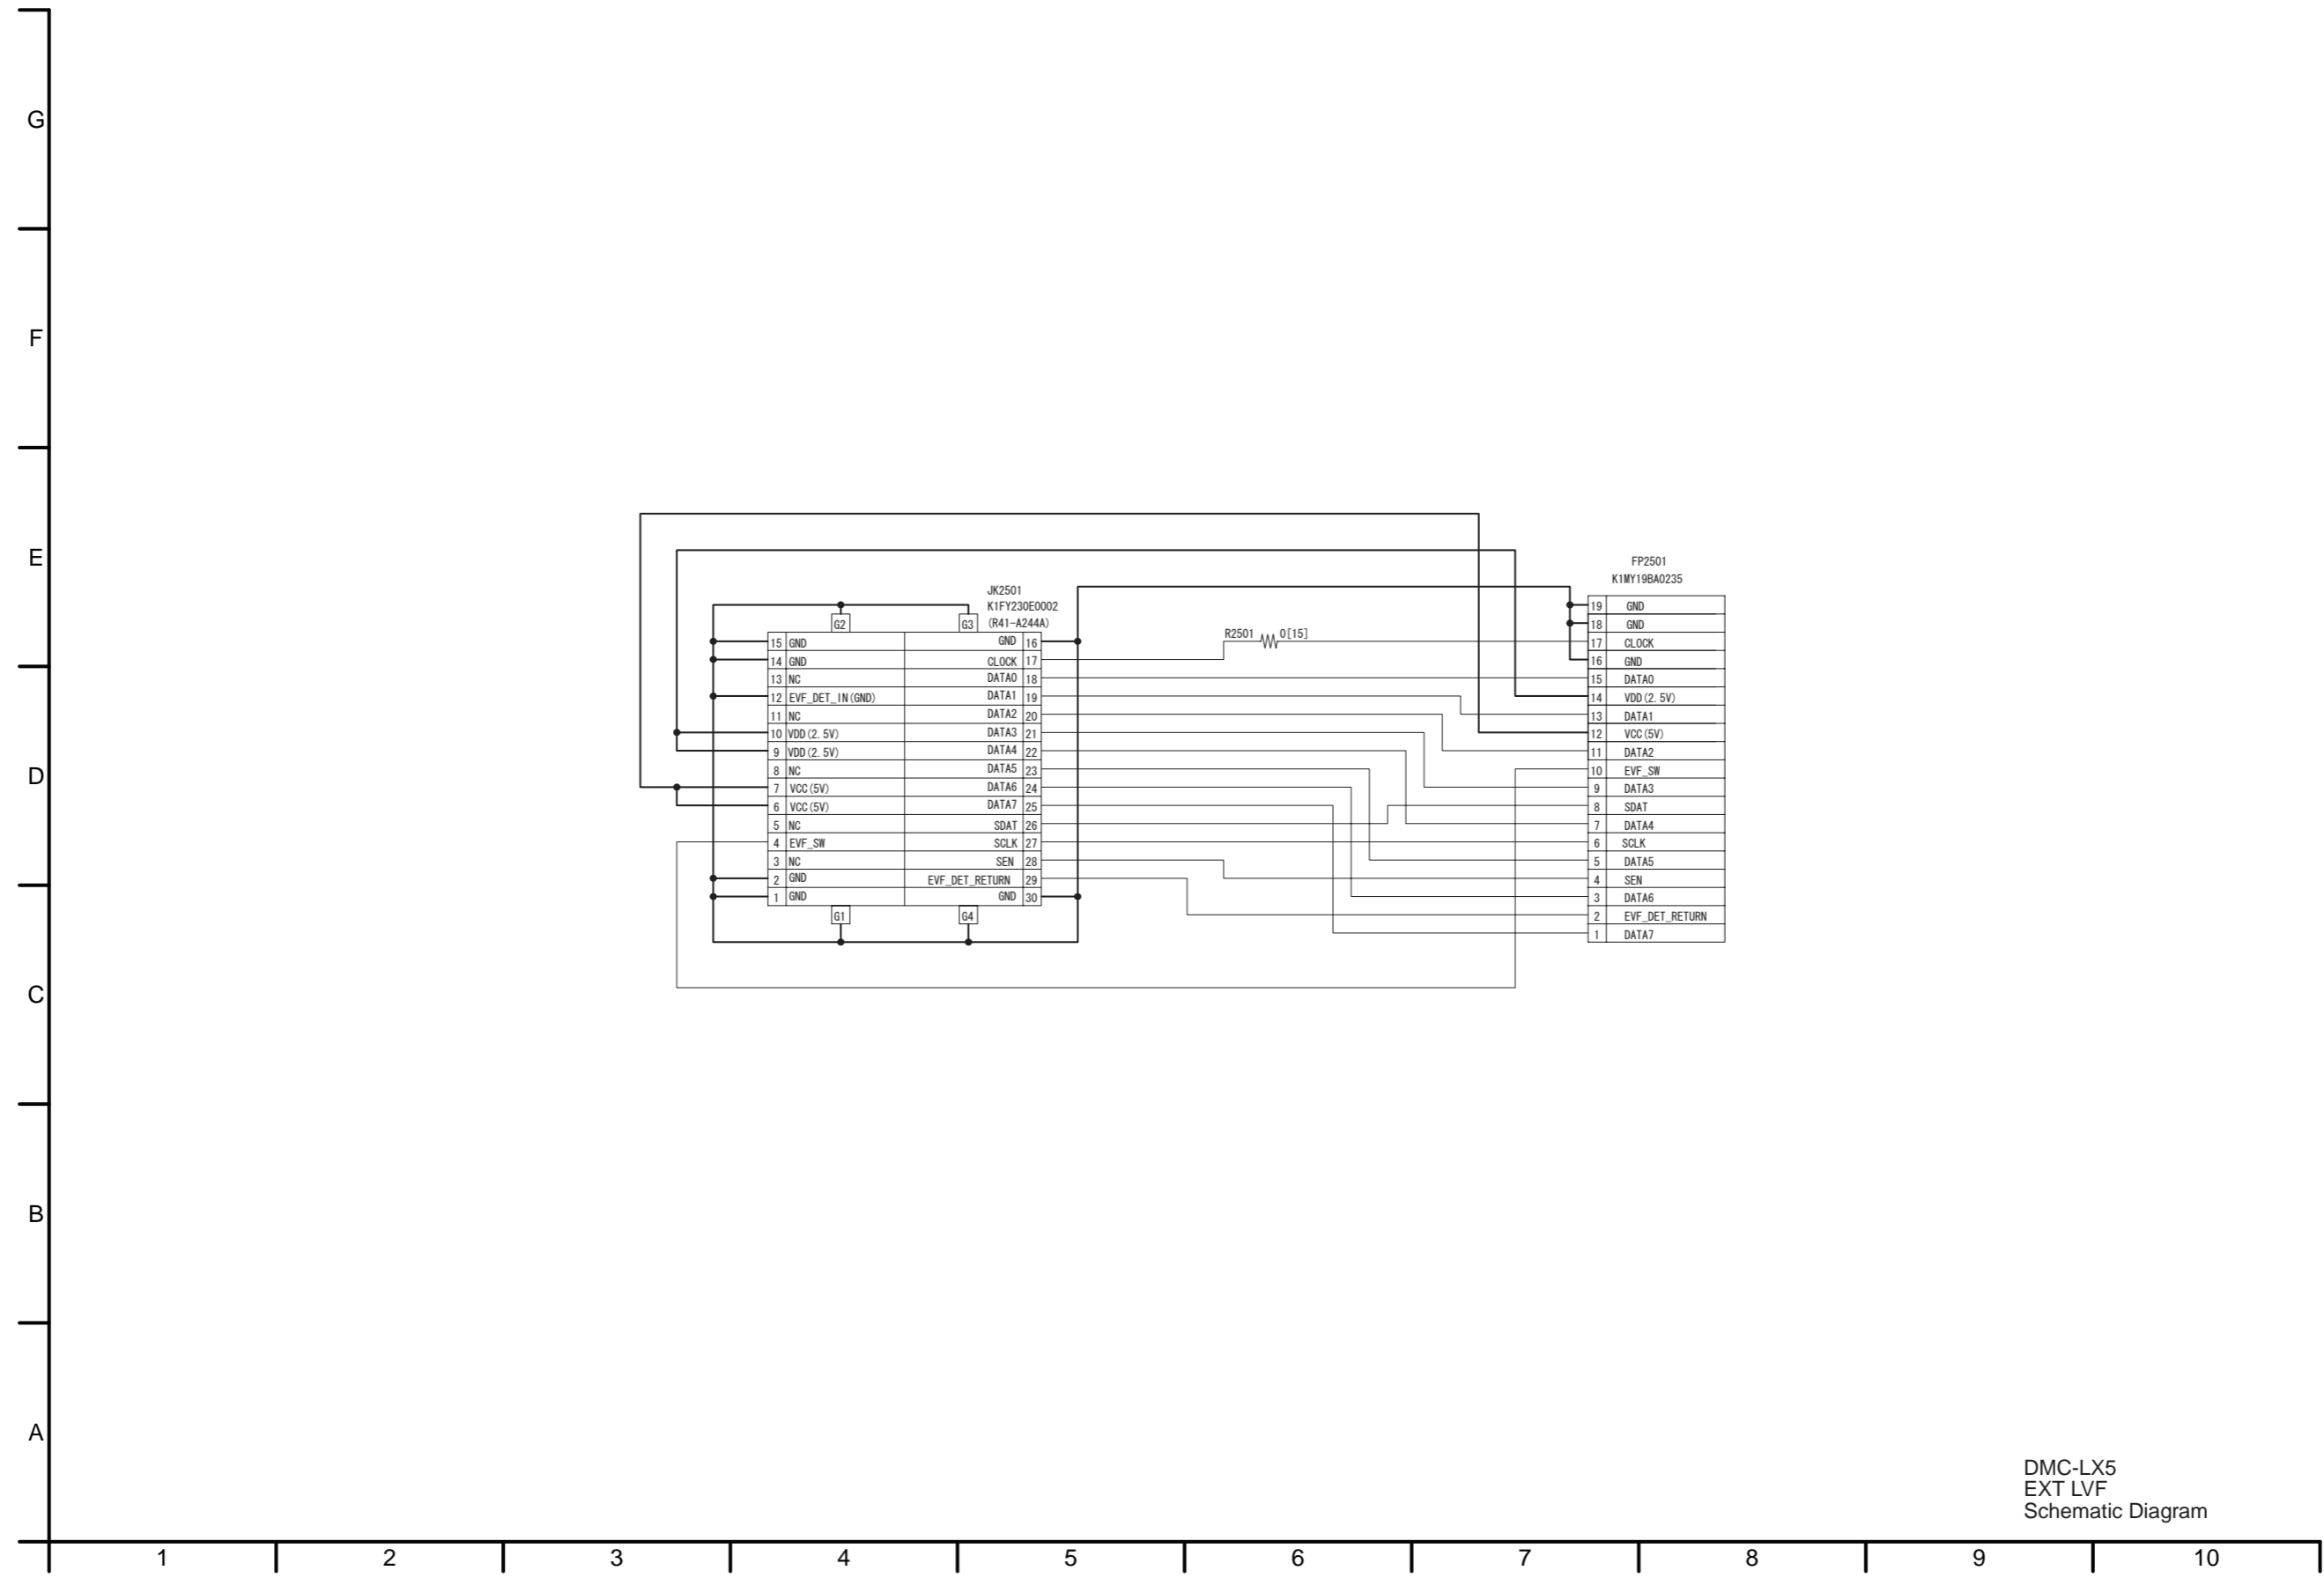 G
F
E
D
C
B
A
JK2501
K1FY230E0002
(R41-A244A)
G2
G3
15 GND
14 GND
13 NC
12 EVF_DET_IN(GND)
11 NC
10 VDD(2.5V)
9 VDD(2.5V)
8 NC
7 VCC(5V)
6 VCC(5V)
5 NC
4 EVF_SW
3 NC
2 GND
1 GND
GND 16
CLOCK 17
DATA0 18
DATA1 19
DATA2 20
DATA3 21
DATA4 22
DATA5 23
DATA6 24
DATA7 25
SDAT 26
SCLK 27
SEN 28
EVF_DET_RETURN 29
GND 30
G1
G4
R2501 0[15]
FP2501
K1MY19BA0235
19 GND
18 GND
17 CLOCK
16 GND
15 DATA0
14 VDD(2.5V)
13 DATA1
12 VCC(5V)
11 DATA2
10 EVF_SW
9 DATA3
8 SDAT
7 DATA4
6 SCLK
5 DATA5
4 SEN
3 DATA6
2 EVF_DET_RETURN
1 DATA7
DMC-LX5
EXT LVF
Schematic Diagram
1 2 3 4 5 6 7 8 9 10